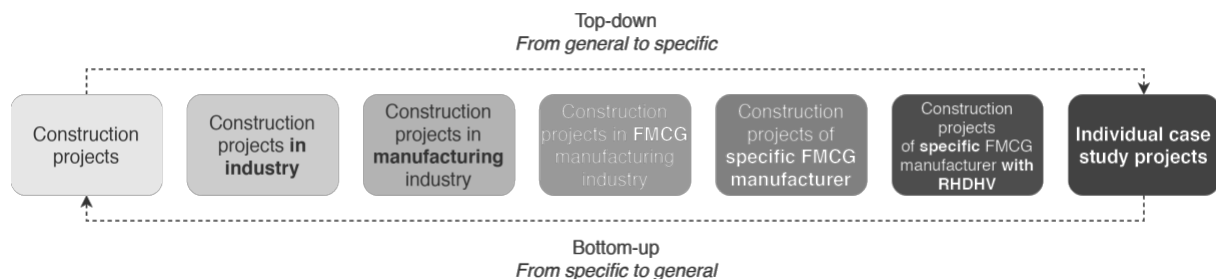 Top-down
From general to specific
Construction
projects
Construction
projects in
industry
Construction
projects in
manufacturing
industry
Construction
projects in FMCG
manufacturing
industry
Construction
projects of
specific FMCG
manufacturer
Construction
projects
of specific FMCG
manufacturer with
RHDHV
Individual case
study projects
Bottom-up
From specific to general